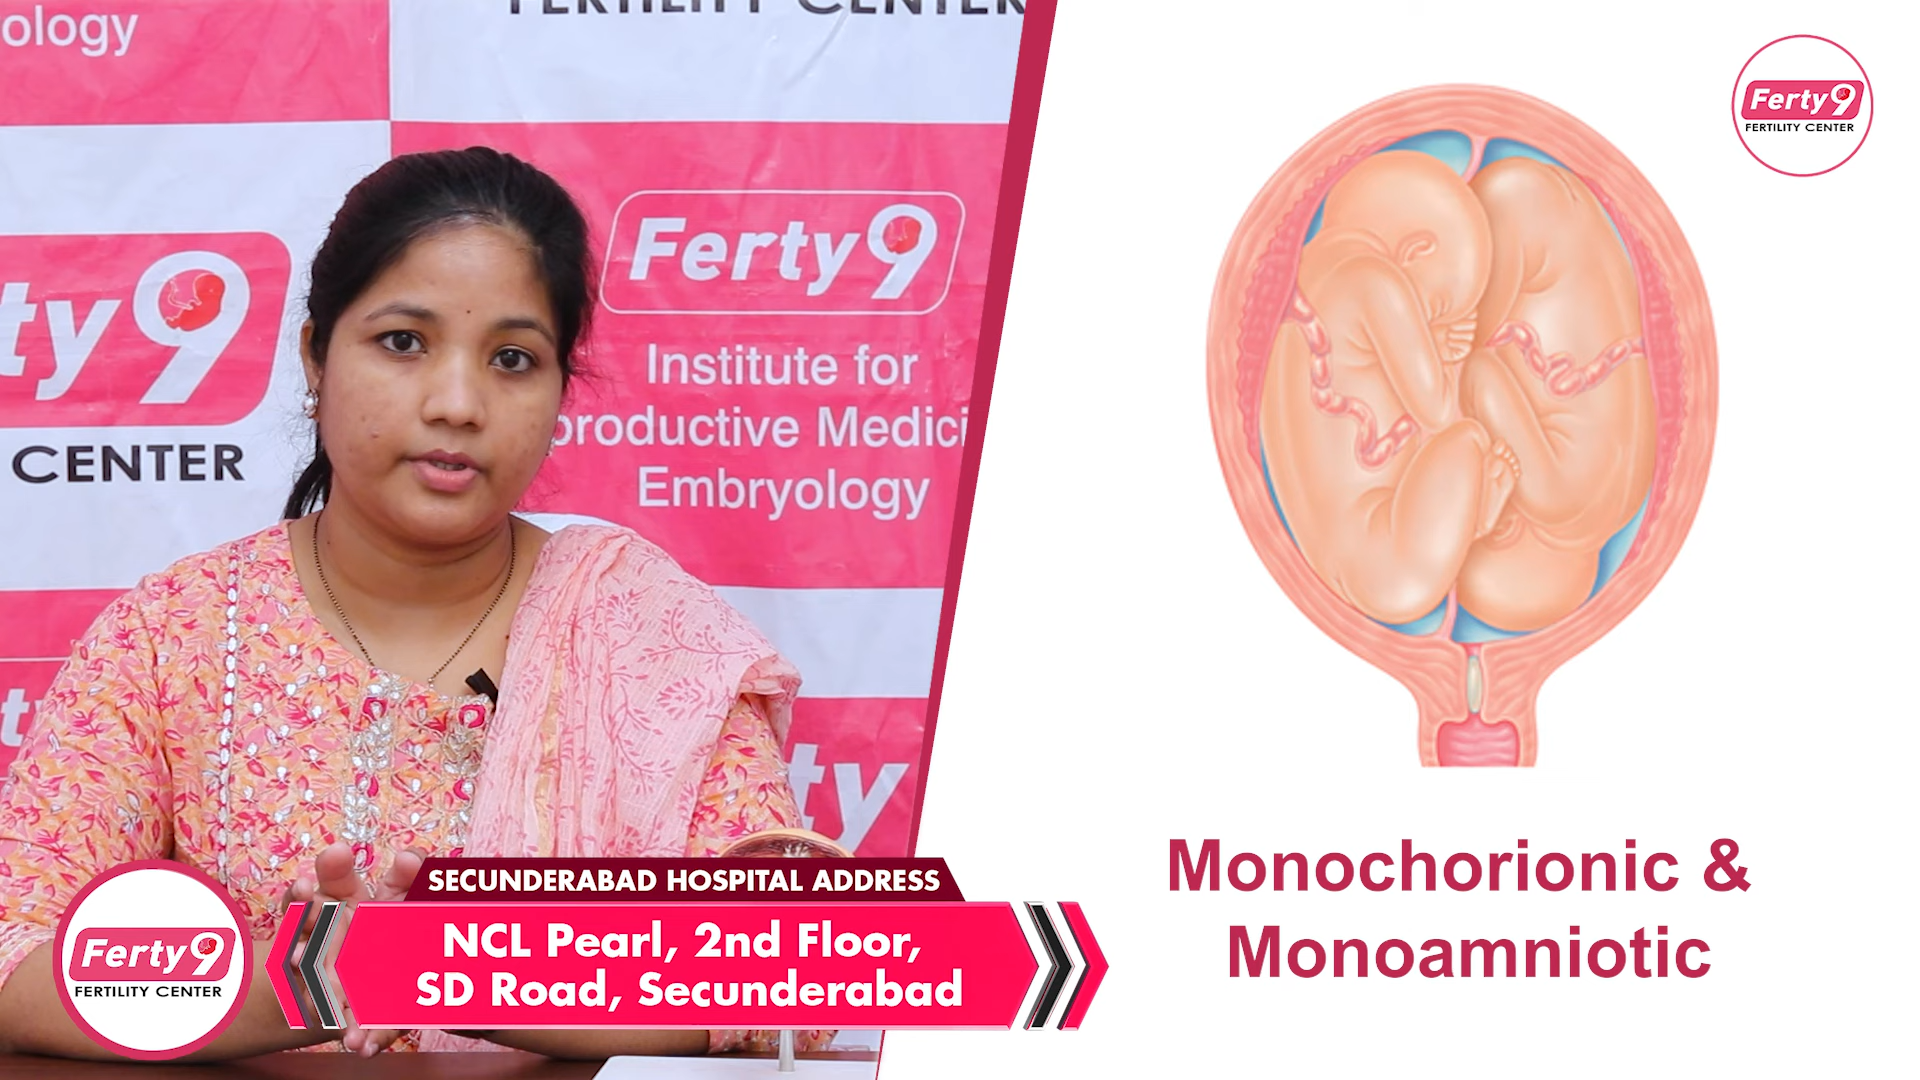 ology
FERTILITY CENTER
Ferty9
FERTILITY CENTER
ty9
CENTER
Ferty9
Institute for
productive Medici
Embryology
ty
SECUNDERABAD HOSPITAL ADDRESS
NCL Pearl, 2nd Floor,
SD Road, Secunderabad
Ferty9
FERTILITY CENTER
Monochorionic &
Monoamniotic